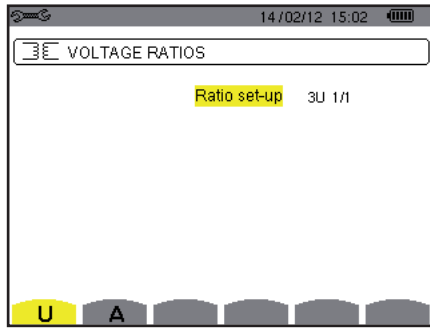 14/02/12 15:02
VOLTAGE RATIOS
Ratio set-up 3U 1/1
U A